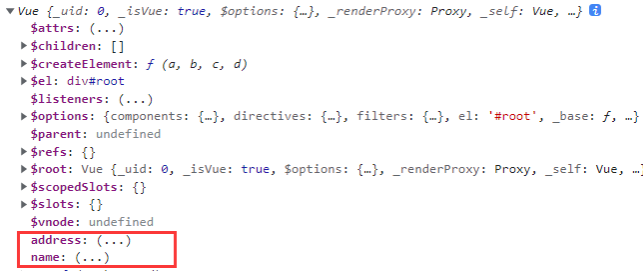 Vue {_uid: 0, _isVue: true, $options: {…}, _renderProxy: Proxy, _self: Vue, …}
$attrs: (...)
$children: []
$createElement: ƒ (a, b, c, d)
$el: div#root
$listeners: (...)
$options: {components: {…}, directives: {…}, filters: {…}, el: '#root', _base: ƒ, …}
$parent: undefined
$refs: {}
$root: Vue {_uid: 0, _isVue: true, $options: {…}, _renderProxy: Proxy, _self: Vue, …}
$scopedSlots: {}
$slots: {}
$vnode: undefined
address: (...)
name: (...)